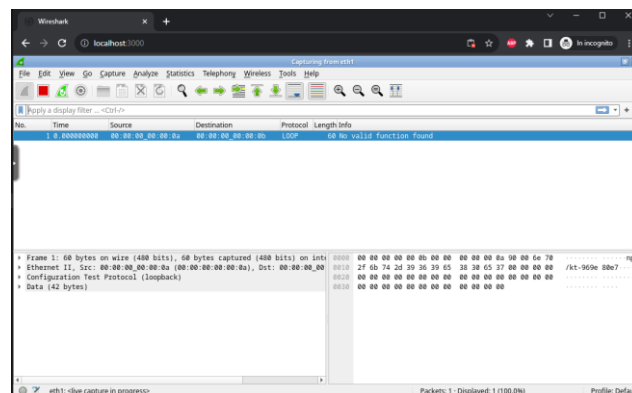 Wireshark
localhost:3000
ABP
In incognito
Capturing from eth1
File Edit View Go Capture Analyze Statistics Telephony Wireless Tools Help
Apply a display filter ... <Ctrl-/>
No. Time Source Destination Protocol Length Info
1 0.000000000 00:00:00_00:00:0a 00:00:00_00:00:0b LOOP 60 No valid function found
Frame 1: 60 bytes on wire (480 bits), 60 bytes captured (480 bits) on inte
Ethernet II, Src: 00:00:00_00:00:0a (00:00:00:00:00:0a), Dst: 00:00:00_00
Configuration Test Protocol (loopback)
Data (42 bytes)
0000 00 00 00 00 00 0b 00 00 00 00 00 0a 90 00 6e 70 ········ ······np
0010 2f 6b 74 2d 39 36 39 65 38 30 65 37 00 00 00 00 /kt-969e 80e7····
0020 00 00 00 00 00 00 00 00 00 00 00 00 00 00 00 00 ········ ········
0030 00 00 00 00 00 00 00 00 00 00 00 00 ········ ····
eth1: <live capture in progress>
Packets: 1 · Displayed: 1 (100.0%)
Profile: Defau